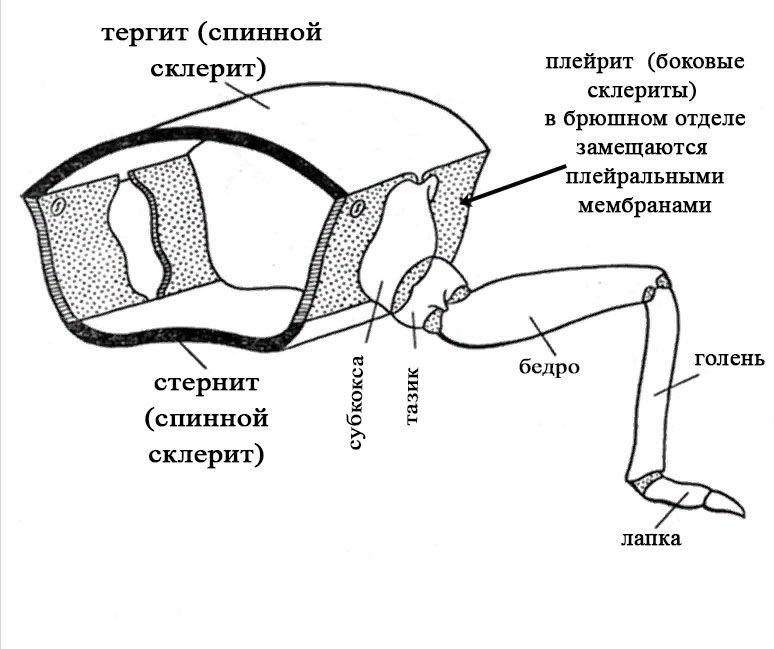 тергит (спинной
склерит)
плейрит (боковые
склериты)
в брюшном отделе
замещаются
плейральными
мембранами
стернит
(спинной
склерит)
субкокса
тазик
бедро
голень
лапка